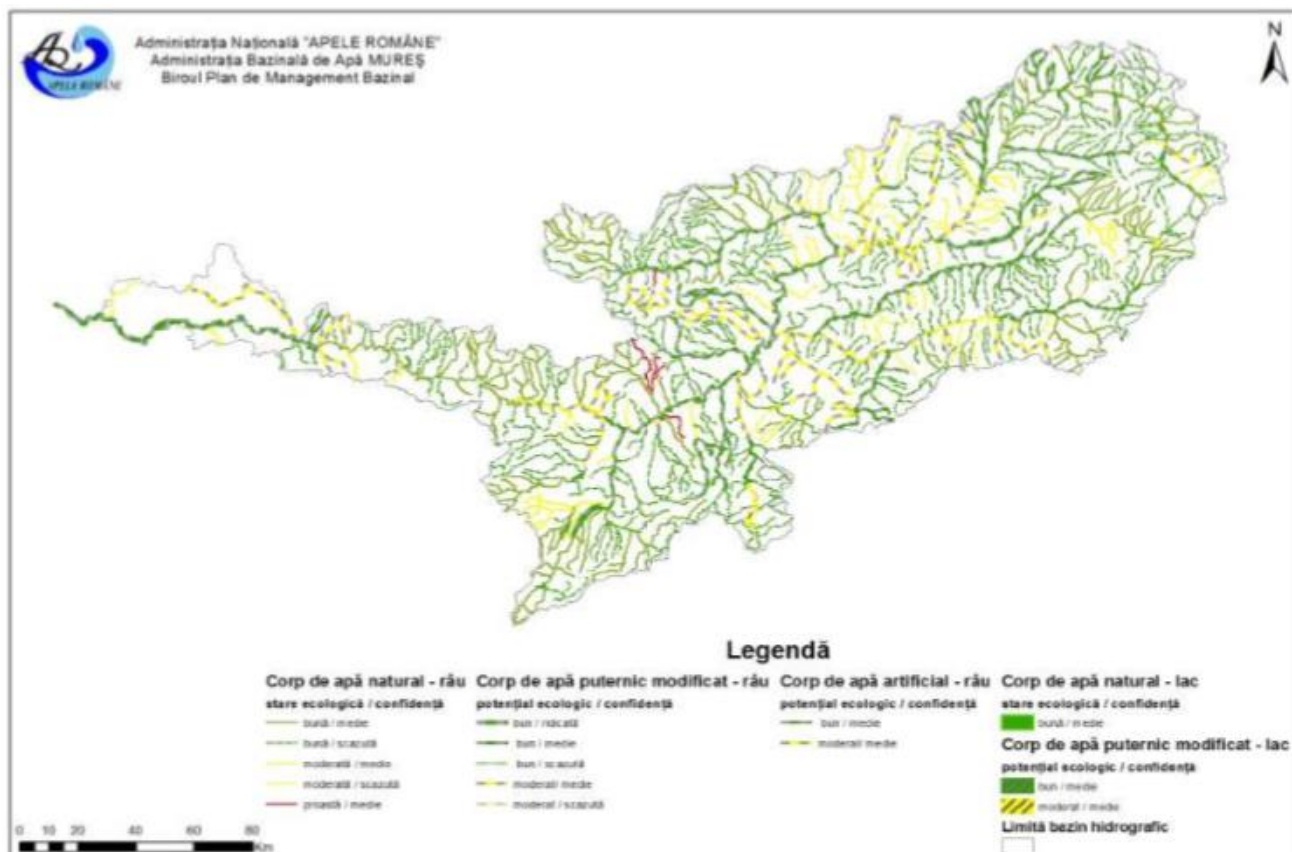 Administrația Națională "APELE ROMÂNE"
Administrația Bazinală de Apă MUREȘ
Biroul Plan de Management Bazinal
APELE ROMÂNE
N
Legendă
Corp de apă natural - râu
stare ecologică / confidență
bună / medie
bună / scazută
moderată / medie
moderată / scazută
proastă / medie
Corp de apă puternic modificat - râu
potențial ecologic / confidență
bun / ridicată
bun / medie
bun / scazută
moderat/ medie
moderat / scazută
Corp de apă artificial - râu
potențial ecologic / confidență
bun / medie
moderat/ medie
Corp de apă natural - lac
stare ecologică / confidență
bună / medie
Corp de apă puternic modificat - lac
potențial ecologic / confidență
bun / medie
moderat / medie
Limită bezin hidrografic
0 10 20 40 60 80
Km